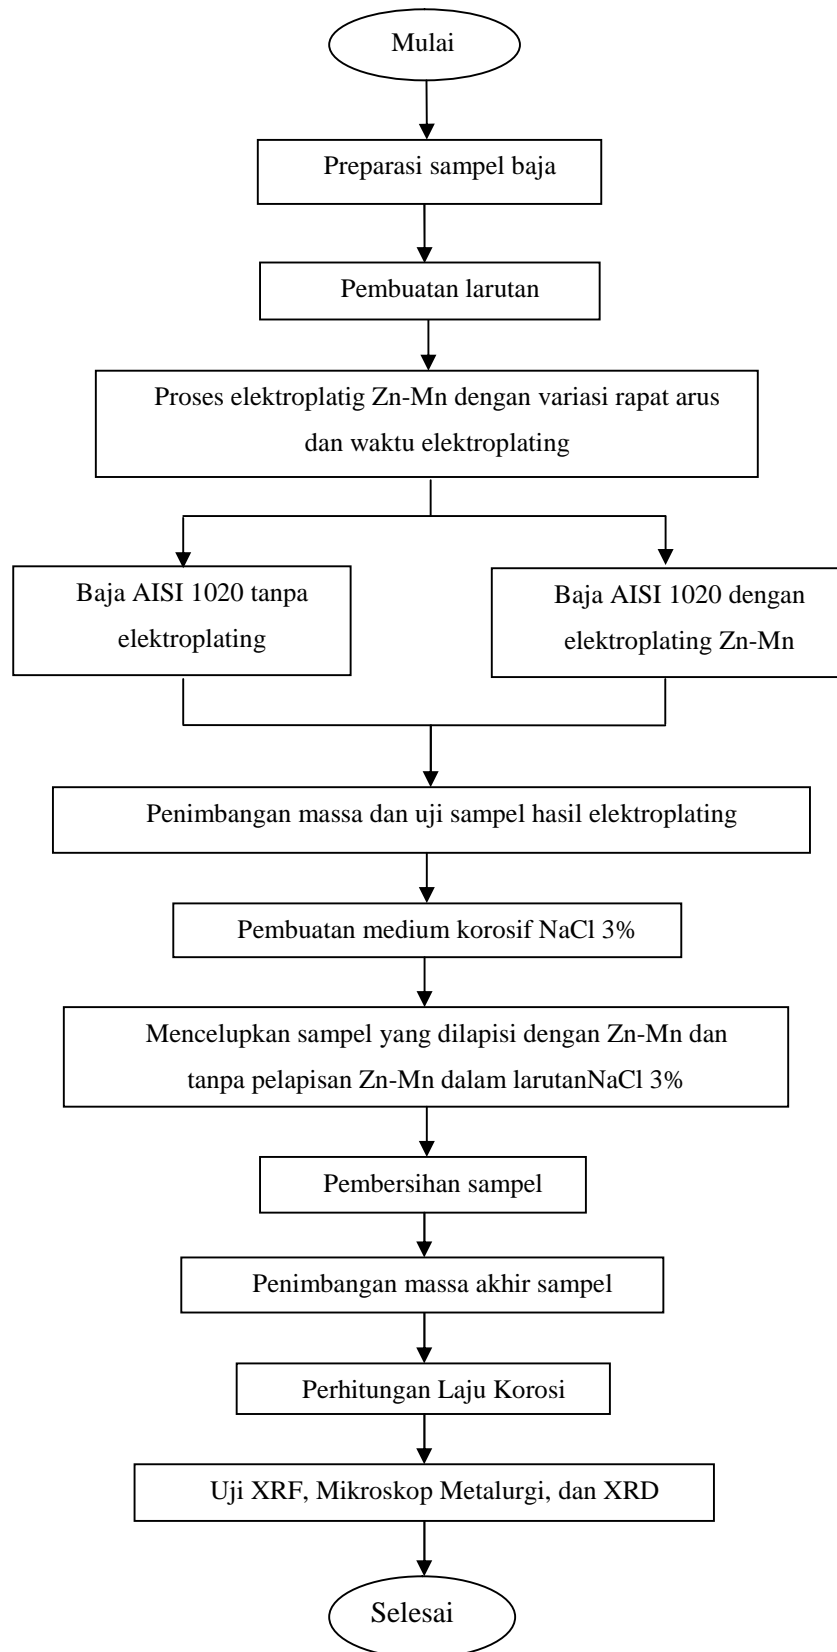 Mulai
Preparasi sampel baja
Pembuatan larutan
Proses elektroplatig Zn-Mn dengan variasi rapat arus
dan waktu elektroplating
Baja AISI 1020 tanpa
elektroplating
Baja AISI 1020 dengan
elektroplating Zn-Mn
Penimbangan massa dan uji sampel hasil elektroplating
Pembuatan medium korosif NaCl 3%
Mencelupkan sampel yang dilapisi dengan Zn-Mn dan
tanpa pelapisan Zn-Mn dalam larutanNaCl 3%
Pembersihan sampel
Penimbangan massa akhir sampel
Perhitungan Laju Korosi
Uji XRF, Mikroskop Metalurgi, dan XRD
Selesai